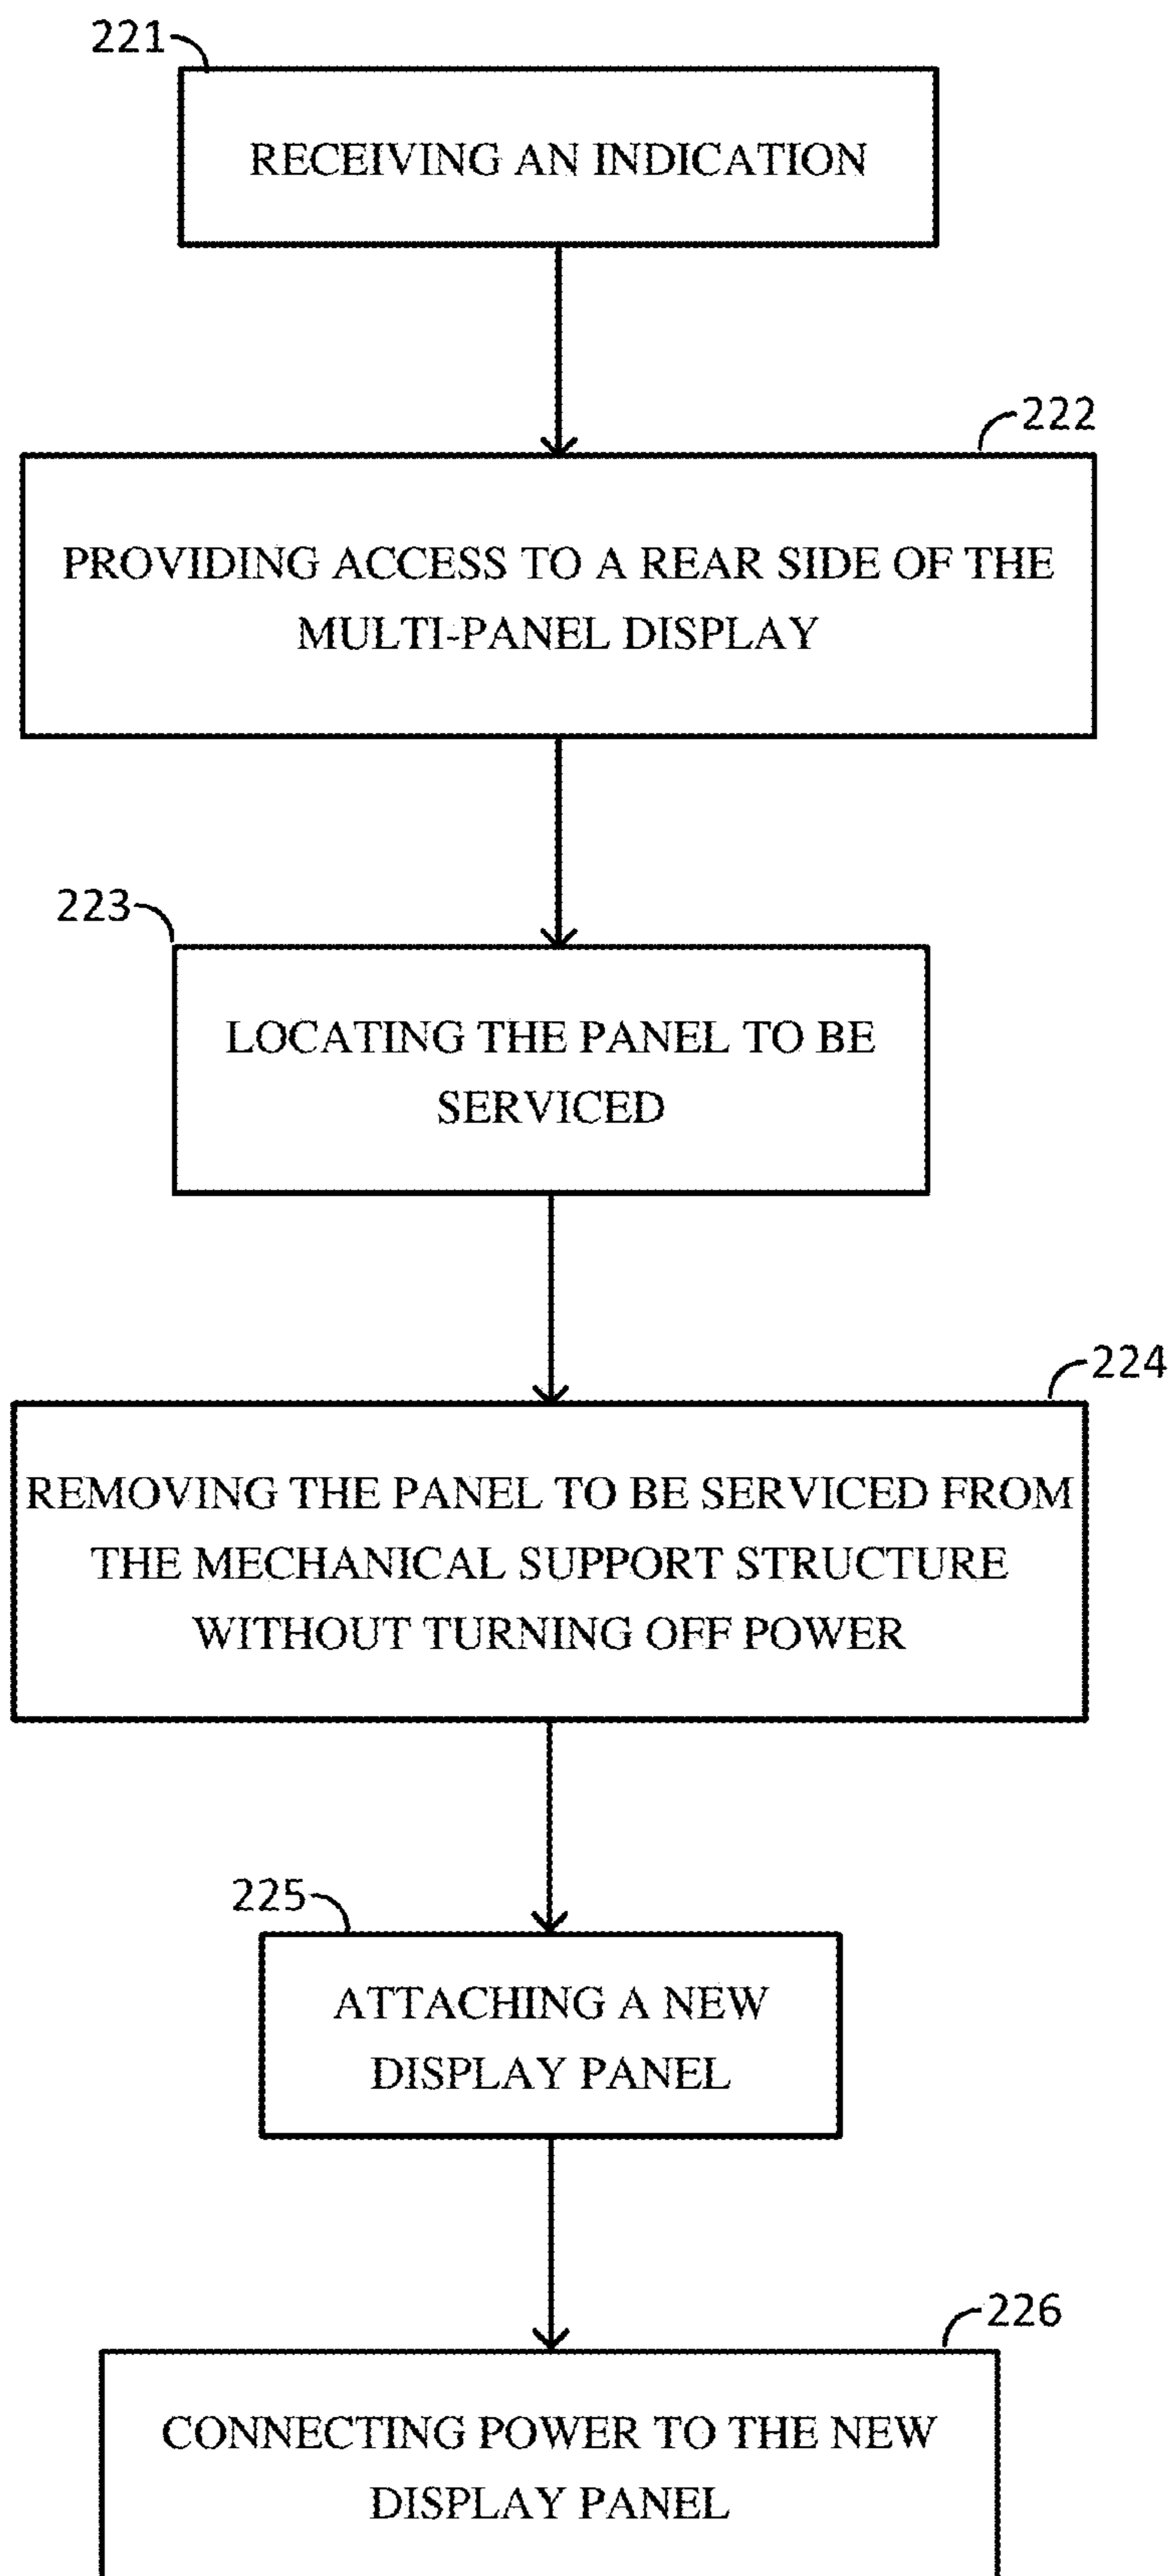 221
RECEIVING AN INDICATION
222
PROVIDING ACCESS TO A REAR SIDE OF THE
MULTI-PANEL DISPLAY
223
LOCATING THE PANEL TO BE
SERVICED
224
REMOVING THE PANEL TO BE SERVICED FROM
THE MECHANICAL SUPPORT STRUCTURE
WITHOUT TURNING OFF POWER
225
ATTACHING A NEW
DISPLAY PANEL
226
CONNECTING POWER TO THE NEW
DISPLAY PANEL